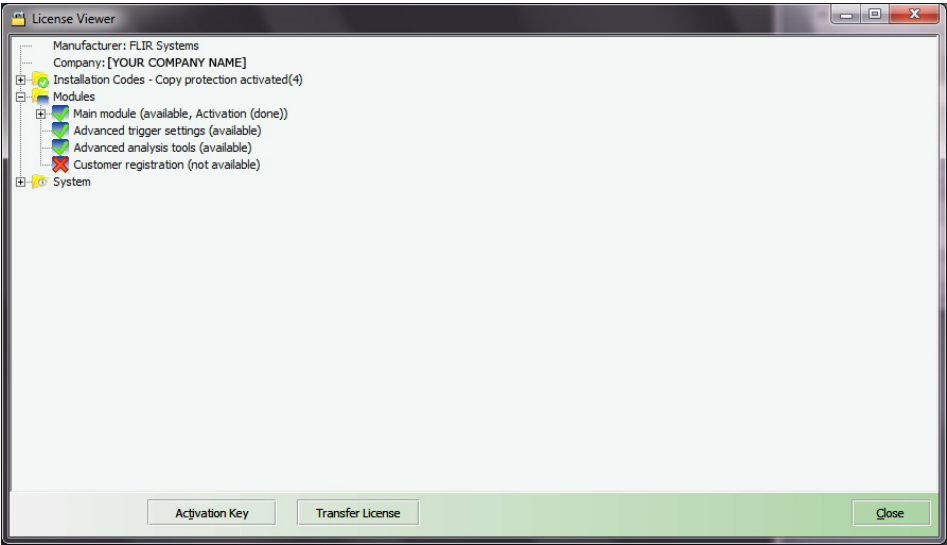 License Viewer
Manufacturer: FLIR Systems
Company: [YOUR COMPANY NAME]
Installation Codes - Copy protection activated(4)
Modules
Main module (available, Activation (done))
Advanced trigger settings (available)
Advanced analysis tools (available)
Customer registration (not available)
System
Activation Key Transfer License Close